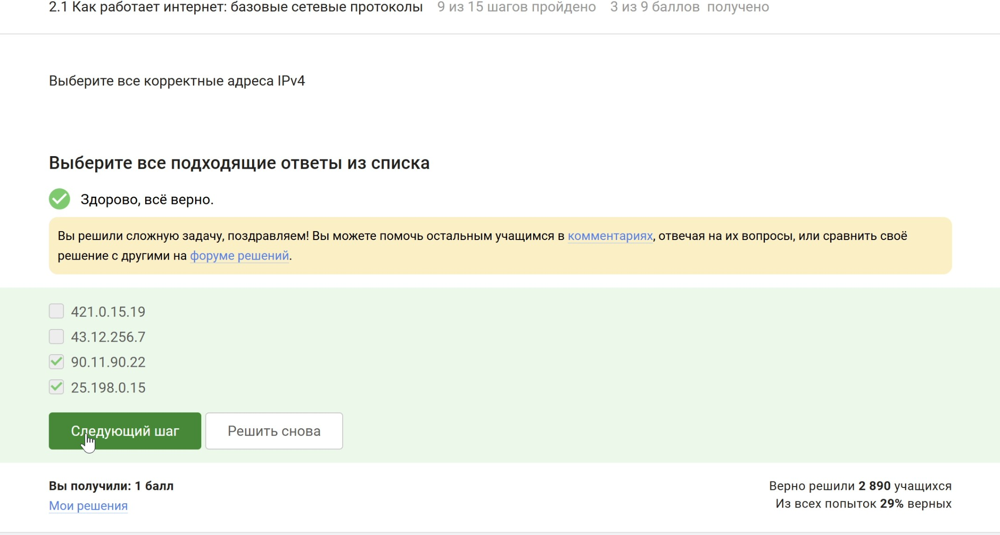 2.1 Как работает интернет: базовые сетевые протоколы 9 из 15 шагов пройдено 3 из 9 баллов получено
Выберите все корректные адреса IPv4
Выберите все подходящие ответы из списка
Здорово, всё верно.
Вы решили сложную задачу, поздравляем! Вы можете помочь остальным учащимся в комментариях, отвечая на их вопросы, или сравнить своё
решение с другими на форуме решений.
421.0.15.19
43.12.256.7
90.11.90.22
25.198.0.15
Следующий шаг Решить снова
Вы получили: 1 балл
Мои решения
Верно решили 2 890 учащихся
Из всех попыток 29% верных